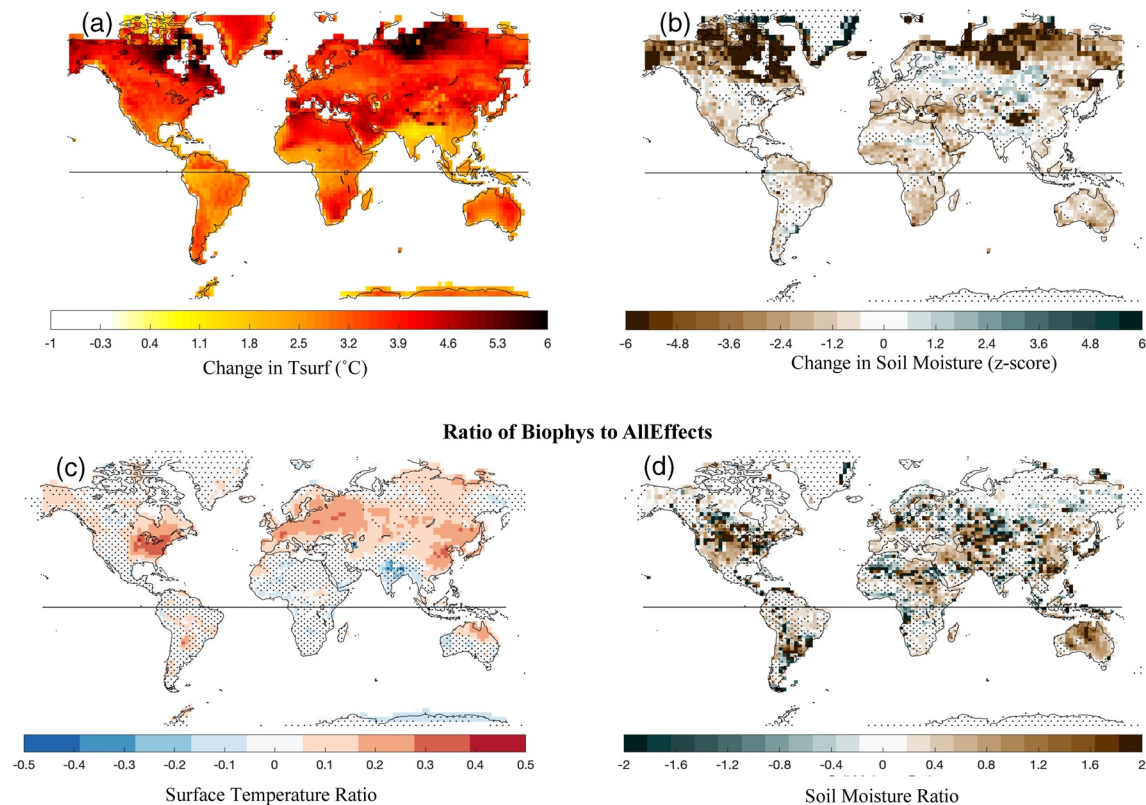 (a)
(b)
-1 -0.3 0.4 1.1 1.8 2.5 3.2 3.9 4.6 5.3 6
Change in Tsurf (˚C)
-6 -4.8 -3.6 -2.4 -1.2 0 1.2 2.4 3.6 4.8 6
Change in Soil Moisture (z-score)
Ratio of Biophys to AllEffects
(c)
(d)
-0.5 -0.4 -0.3 -0.2 -0.1 0 0.1 0.2 0.3 0.4 0.5
Surface Temperature Ratio
-2 -1.6 -1.2 -0.8 -0.4 0 0.4 0.8 1.2 1.6 2
Soil Moisture Ratio